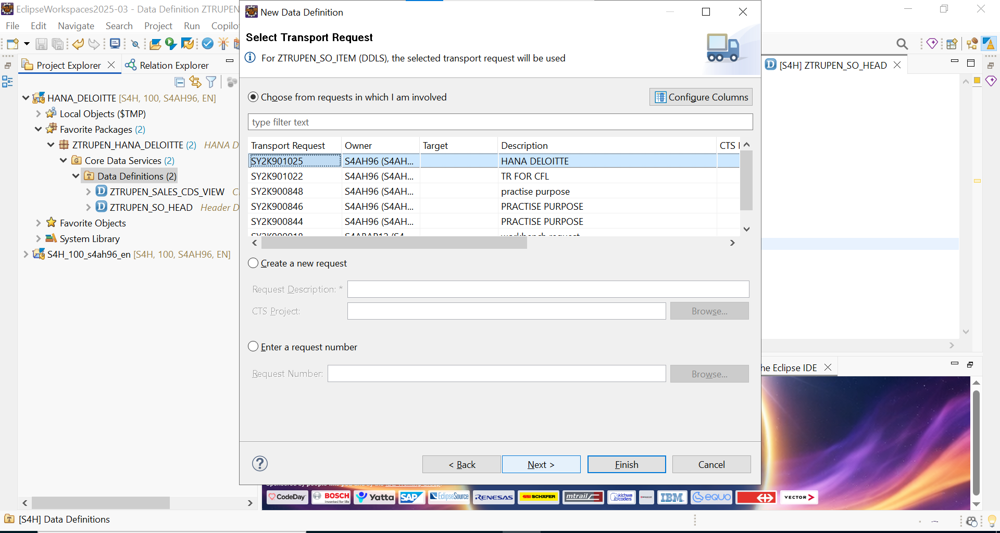 EclipseWorkspaces2025-03 - Data Definition ZTRUPEN
File Edit Navigate Search Project Run Copilo
Project Explorer
Relation Explorer
HANA_DELOITTE [S4H, 100, S4AH96, EN]
Local Objects ($TMP)
Favorite Packages (2)
ZTRUPEN_HANA_DELOITTE (2) HANA D
Core Data Services (2)
Data Definitions (2)
ZTRUPEN_SALES_CDS_VIEW C
ZTRUPEN_SO_HEAD Header D
Favorite Objects
System Library
S4H_100_s4ah96_en [S4H, 100, S4AH96, EN]
New Data Definition
Select Transport Request
For ZTRUPEN_SO_ITEM (DDLS), the selected transport request will be used
Choose from requests in which I am involved
Configure Columns
type filter text
Transport Request Owner Target Description CTS
SY2K901025 S4AH96 (S4AH... HANA DELOITTE
SY2K901022 S4AH96 (S4AH... TR FOR CFL
SY2K900848 S4AH96 (S4AH... practise purpose
SY2K900846 S4AH96 (S4AH... PRACTISE PURPOSE
SY2K900844 S4AH96 (S4AH... PRACTISE PURPOSE
Create a new request
Request Description: *
CTS Project:
Browse...
Enter a request number
Request Number:
Browse...
< Back
Next >
Finish
Cancel
[S4H] ZTRUPEN_SO_HEAD
he Eclipse IDE
CodeDay
BOSCH
Invented for life
Yatta
SAP
EclipseSource
RENESAS
SSI SCHÄFER
mtrail
kichwa coders
IBM
equo
VECTOR
[S4H] Data Definitions